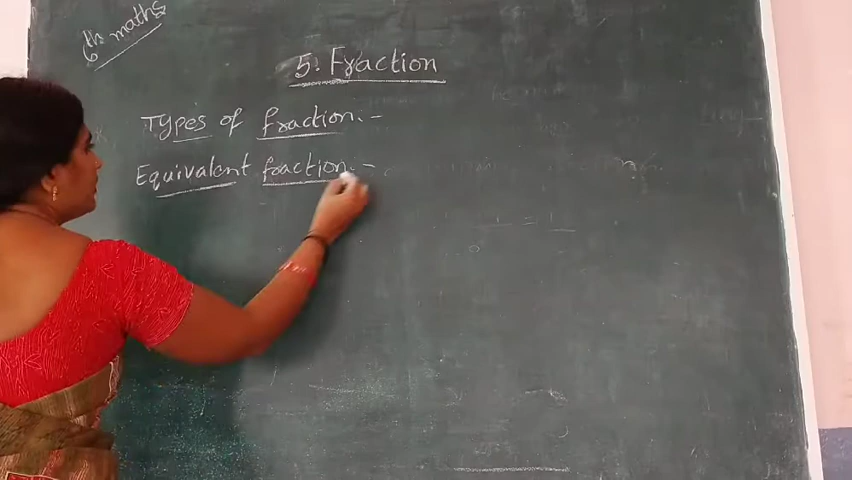 6th maths
5. Fraction
Types of fraction. -
Equivalent fraction. -